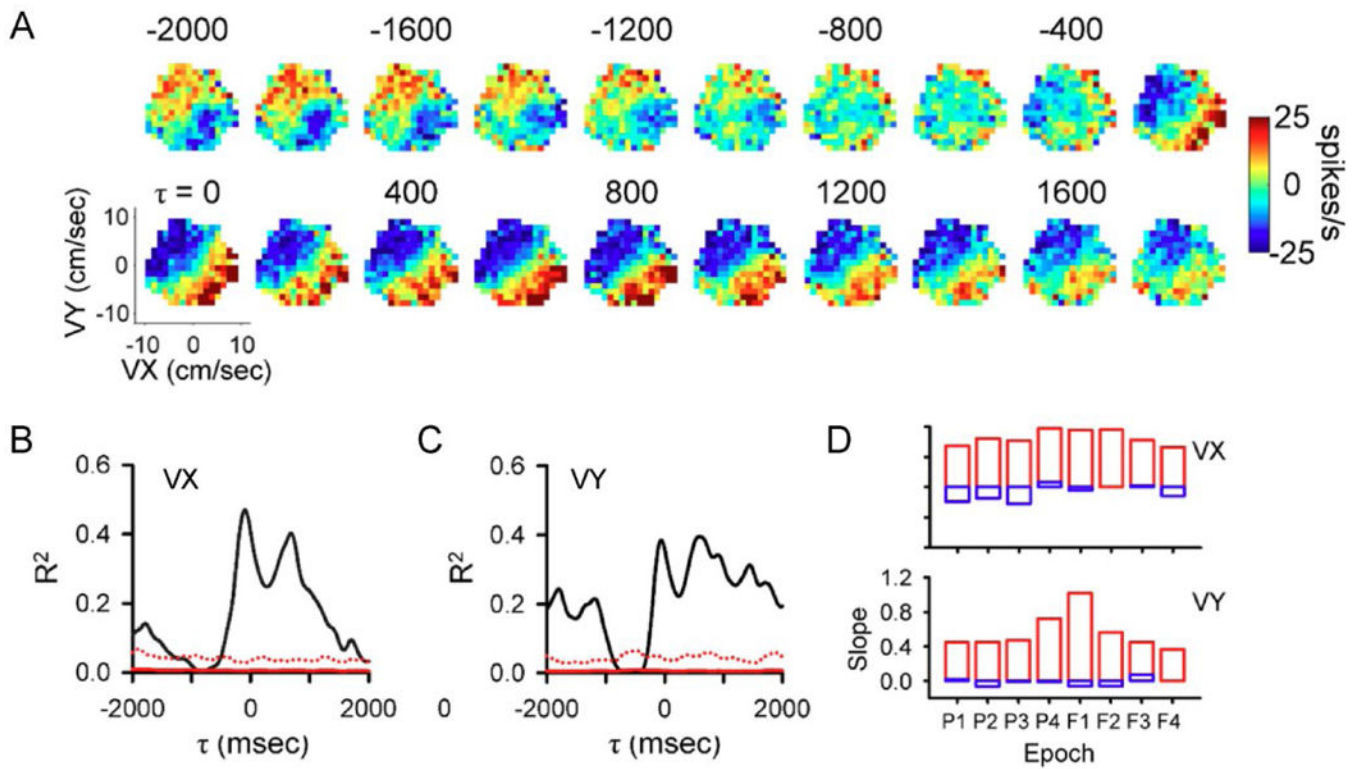 A
-2000 -1600 -1200 -800 -400
25
0
-25
spikes/s
τ = 0 400 800 1200 1600
10
0
-10
VY (cm/sec)
-10 0 10
VX (cm/sec)
B
VX
0.6
0.4
0.2
0.0
R²
-2000 0 2000
τ (msec)
C
VY
0.6
0.4
0.2
0.0
R²
0
-2000 0 2000
τ (msec)
D
VX
VY
1.2
0.8
0.4
0.0
Slope
P1 P2 P3 P4 F1 F2 F3 F4
Epoch